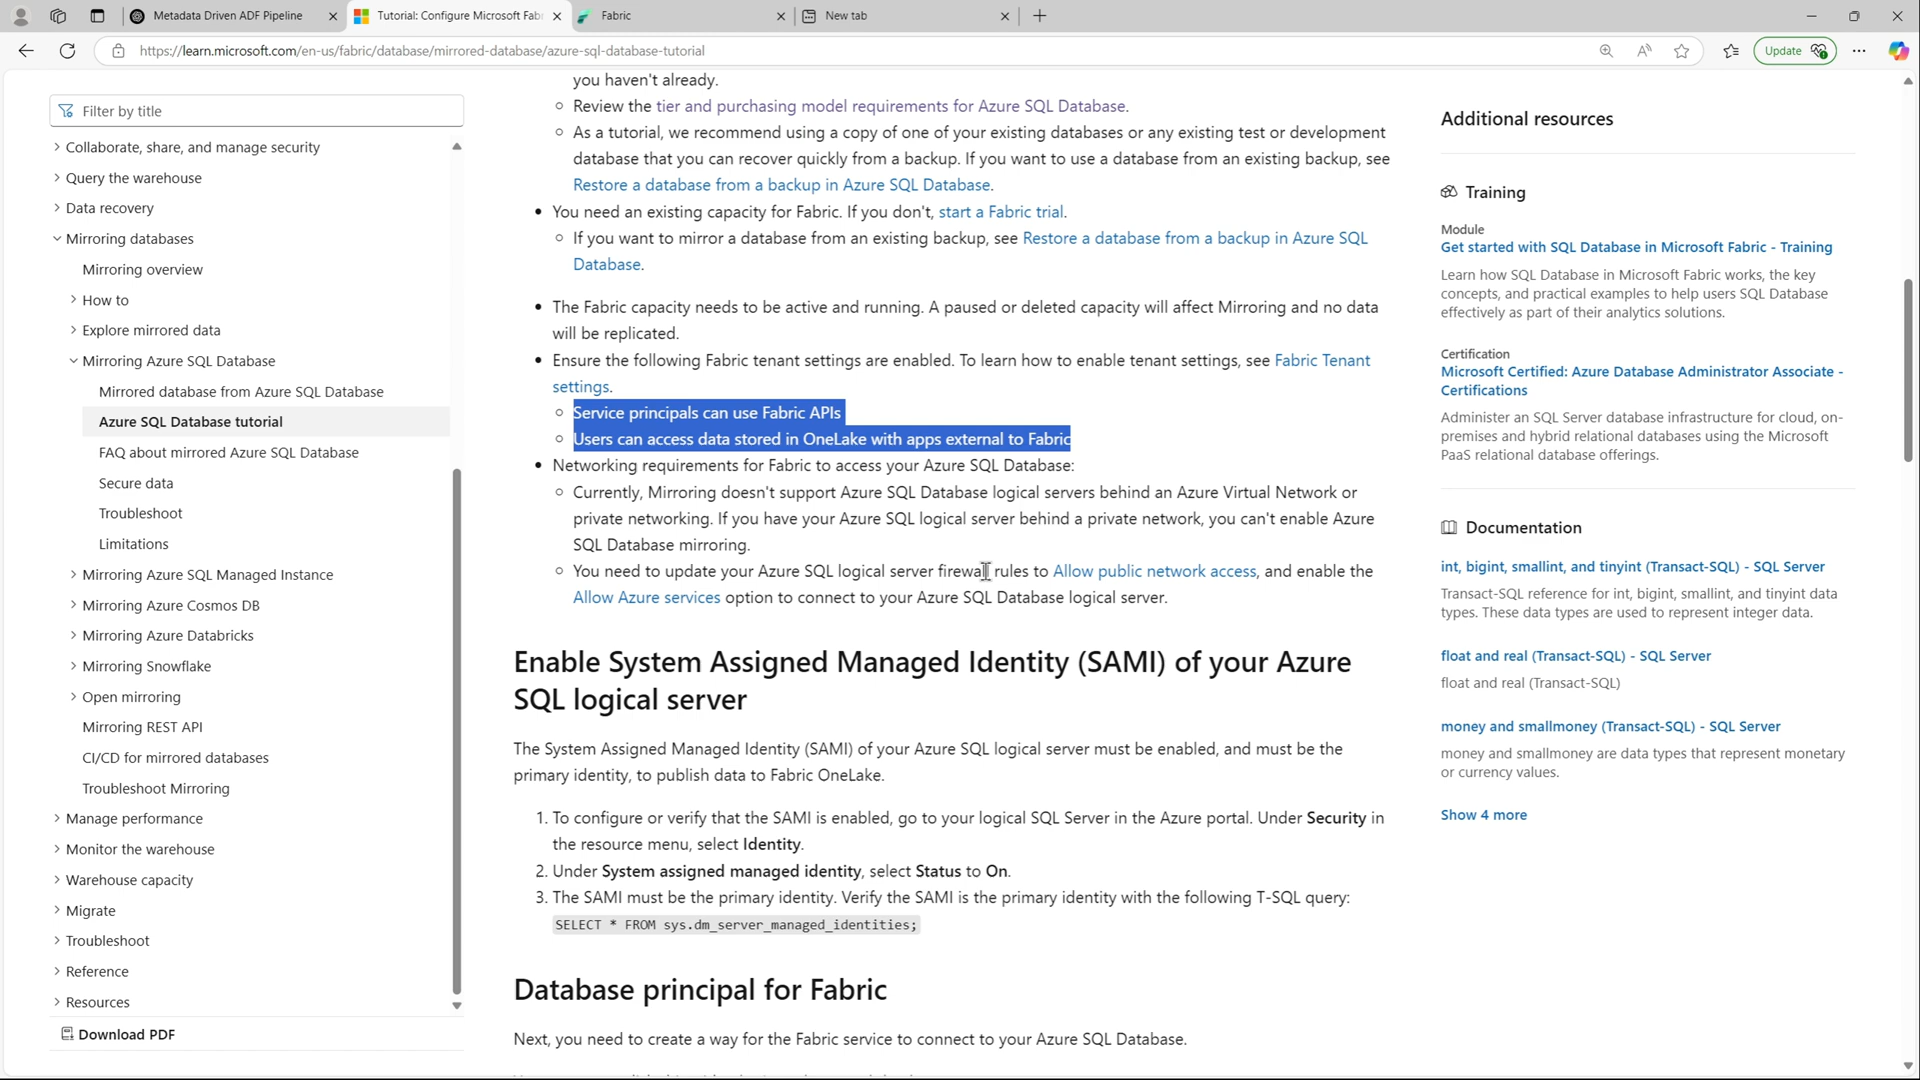 Metadata Driven ADF Pipeline
Tutorial: Configure Microsoft Fabr
Fabric
New tab
https://learn.microsoft.com/en-us/fabric/database/mirrored-database/azure-sql-database-tutorial
Update
Filter by title
Collaborate, share, and manage security
Query the warehouse
Data recovery
Mirroring databases
Mirroring overview
How to
Explore mirrored data
Mirroring Azure SQL Database
Mirrored database from Azure SQL Database
Azure SQL Database tutorial
FAQ about mirrored Azure SQL Database
Secure data
Troubleshoot
Limitations
Mirroring Azure SQL Managed Instance
Mirroring Azure Cosmos DB
Mirroring Azure Databricks
Mirroring Snowflake
Open mirroring
Mirroring REST API
CI/CD for mirrored databases
Troubleshoot Mirroring
Manage performance
Monitor the warehouse
Warehouse capacity
Migrate
Troubleshoot
Reference
Resources
Download PDF
you haven't already.
Review the tier and purchasing model requirements for Azure SQL Database.
As a tutorial, we recommend using a copy of one of your existing databases or any existing test or development
database that you can recover quickly from a backup. If you want to use a database from an existing backup, see
Restore a database from a backup in Azure SQL Database.
You need an existing capacity for Fabric. If you don't, start a Fabric trial.
If you want to mirror a database from an existing backup, see Restore a database from a backup in Azure SQL
Database.
The Fabric capacity needs to be active and running. A paused or deleted capacity will affect Mirroring and no data
will be replicated.
Ensure the following Fabric tenant settings are enabled. To learn how to enable tenant settings, see Fabric Tenant
settings.
Service principals can use Fabric APIs
Users can access data stored in OneLake with apps external to Fabric
Networking requirements for Fabric to access your Azure SQL Database:
Currently, Mirroring doesn't support Azure SQL Database logical servers behind an Azure Virtual Network or
private networking. If you have your Azure SQL logical server behind a private network, you can't enable Azure
SQL Database mirroring.
You need to update your Azure SQL logical server firewall rules to Allow public network access, and enable the
Allow Azure services option to connect to your Azure SQL Database logical server.
Enable System Assigned Managed Identity (SAMI) of your Azure
SQL logical server
The System Assigned Managed Identity (SAMI) of your Azure SQL logical server must be enabled, and must be the
primary identity, to publish data to Fabric OneLake.
1. To configure or verify that the SAMI is enabled, go to your logical SQL Server in the Azure portal. Under Security in
the resource menu, select Identity.
2. Under System assigned managed identity, select Status to On.
3. The SAMI must be the primary identity. Verify the SAMI is the primary identity with the following T-SQL query:
SELECT * FROM sys.dm_server_managed_identities;
Database principal for Fabric
Next, you need to create a way for the Fabric service to connect to your Azure SQL Database.
Additional resources
Training
Module
Get started with SQL Database in Microsoft Fabric - Training
Learn how SQL Database in Microsoft Fabric works, the key
concepts, and practical examples to help users SQL Database
effectively as part of their analytics solutions.
Certification
Microsoft Certified: Azure Database Administrator Associate -
Certifications
Administer an SQL Server database infrastructure for cloud, on-
premises and hybrid relational databases using the Microsoft
PaaS relational database offerings.
Documentation
int, bigint, smallint, and tinyint (Transact-SQL) - SQL Server
Transact-SQL reference for int, bigint, smallint, and tinyint data
types. These data types are used to represent integer data.
float and real (Transact-SQL) - SQL Server
float and real (Transact-SQL)
money and smallmoney (Transact-SQL) - SQL Server
money and smallmoney are data types that represent monetary
or currency values.
Show 4 more